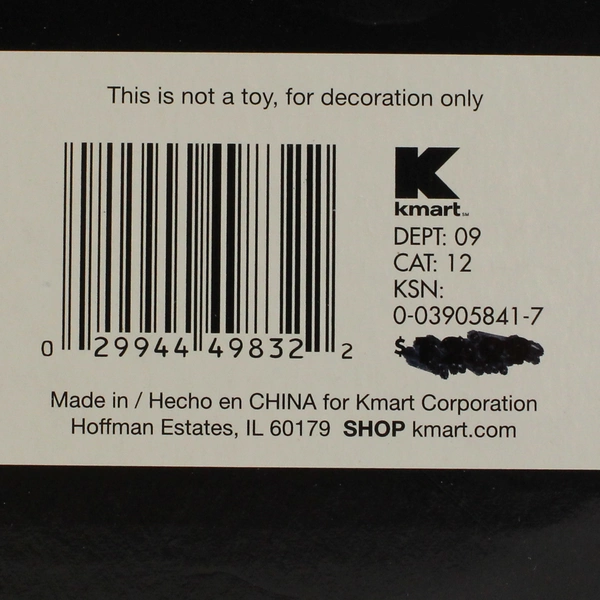 This is not a toy, for decoration only
K
kmart℠
DEPT: 09
CAT: 12
KSN:
0-03905841-7
$
0 29944 49832 2
Made in / Hecho en CHINA for Kmart Corporation
Hoffman Estates, IL 60179 SHOP kmart.com